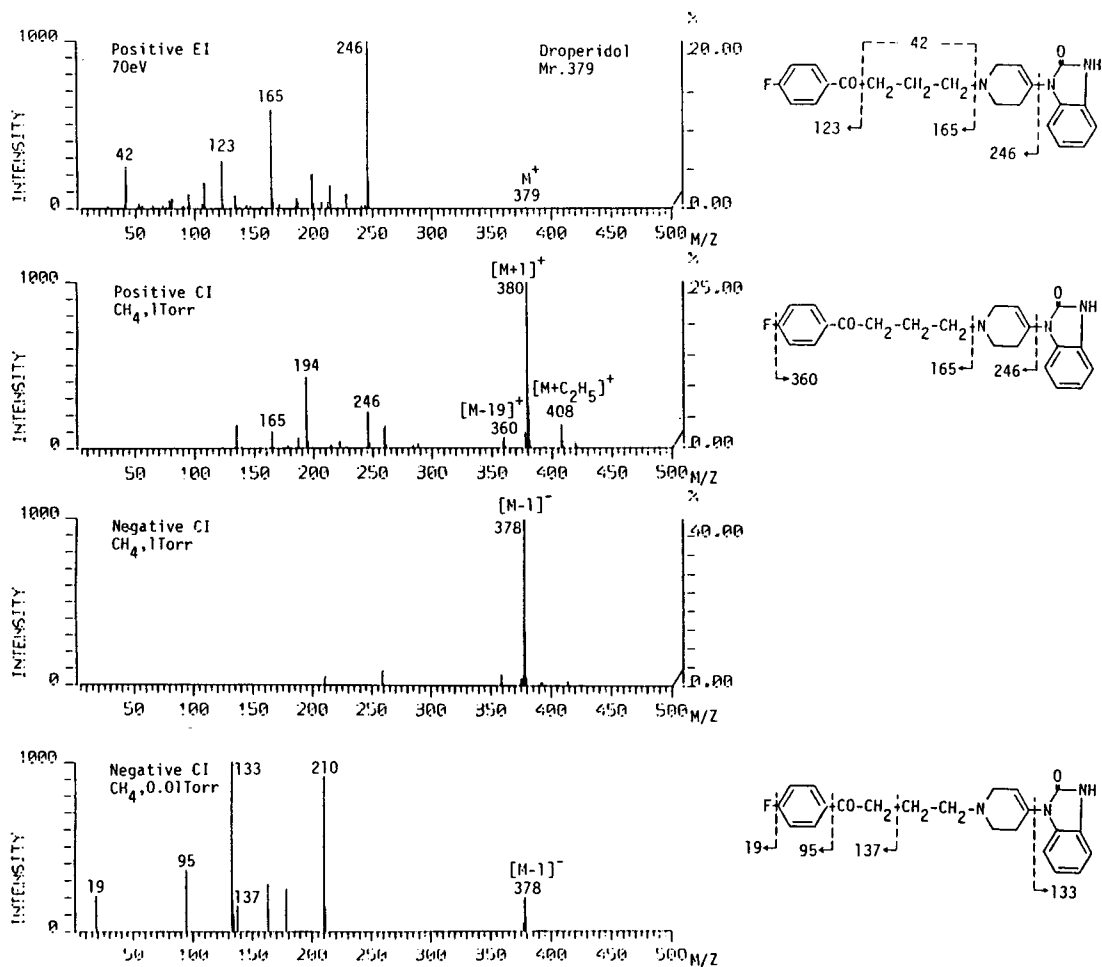 %
1000
Positive EI
70eV
246
Droperidol
Mr.379
20.00
165
123
42
M+
379
INTENSITY
0
0.00
50 100 150 200 250 300 350 400 450 500 M/Z
42
O
NH
F CO CH2-CH2-CH2 N N
123
165
246
%
1000
Positive CI
CH4,1Torr
[M+1]+
380
25.00
194
165
246
[M-19]+
360
[M+C2H5]+
408
INTENSITY
0
0.00
50 100 150 200 250 300 350 400 450 500 M/Z
O
NH
F -CO-CH2-CH2-CH2 N N
360
165
246
%
1000
Negative CI
CH4,1Torr
[M-1]-
378
40.00
INTENSITY
0
0.00
50 100 150 200 250 300 350 400 450 500 M/Z
1000
Negative CI
CH4,0.01Torr
133
210
95
19
137
[M-1]-
378
INTENSITY
0
50 100 150 200 250 300 350 400 450 500 M/Z
O
NH
F CO-CH2 CH2-CH2-N N
19
95
137
133